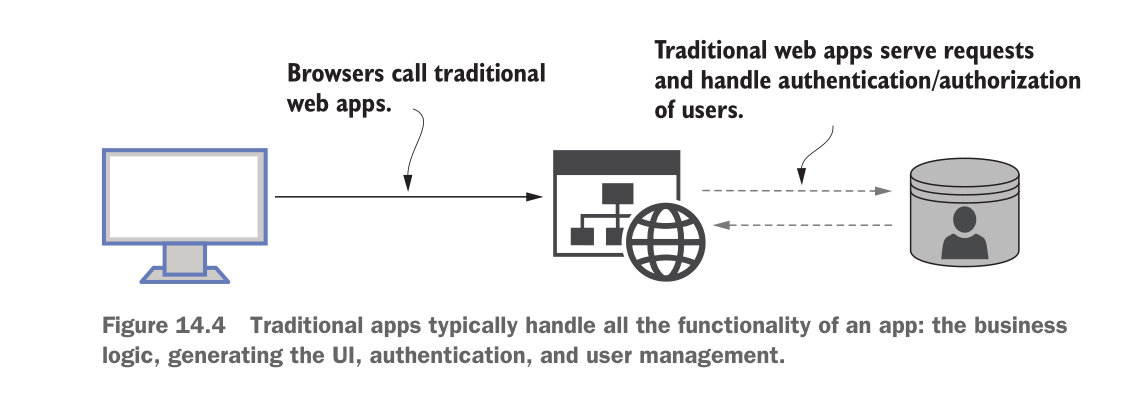 Browsers call traditional
web apps.
Traditional web apps serve requests
and handle authentication/authorization
of users.
Figure 14.4 Traditional apps typically handle all the functionality of an app: the business
logic, generating the UI, authentication, and user management.